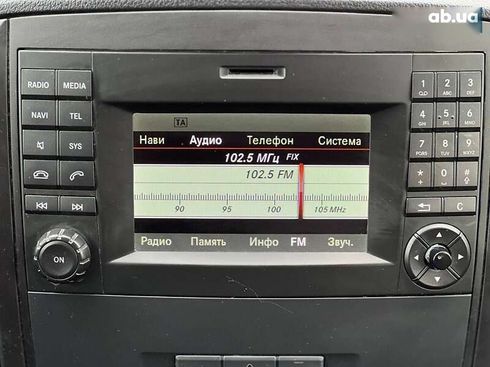 ab.ua
RADIO MEDIA
NAVI TEL
SYS
ON
TA
Нави Аудио Телефон Система
102.5 МГц FIX
102.5 FM
90 95 100 105 MHz
Радио Память Инфо FM Звуч.
1 2 ABC 3 DEF
4 GHI 5 JKL 6 MNO
7 PQRS 8 TUV 9 WXYZ
* 0 #
C